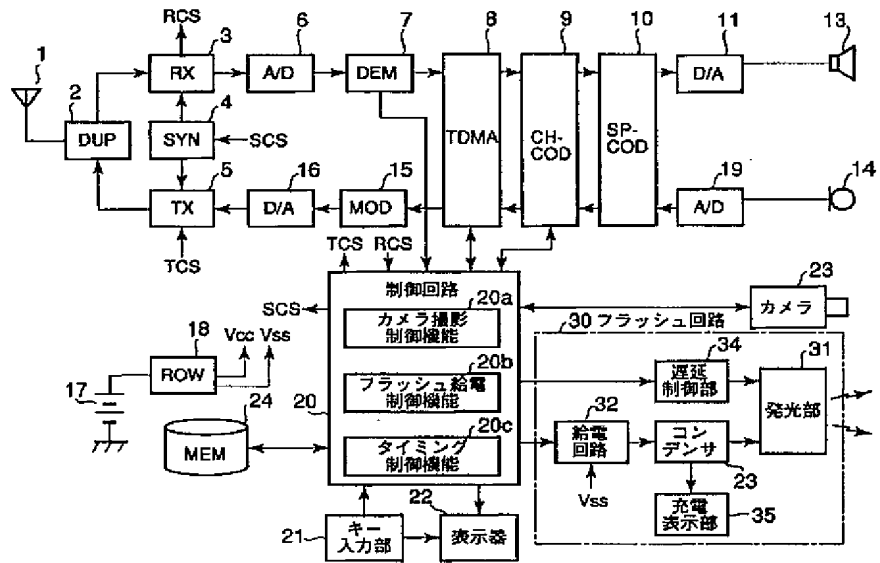 RCS
1
2
DUP
3
RX
4
SYN
SCS
5
TX
TCS
6
A/D
7
DEM
8
TDMA
9
CH-
COD
10
SP-
COD
11
D/A
13
16
D/A
15
MOD
19
A/D
14
TCS RCS
制御回路
20a
カメラ撮影
制御機能
20b
フラッシュ給電
制御機能
20c
タイミング
制御機能
20
SCS
23
カメラ
30 フラッシュ回路
34
遅延
制御部
31
発光部
32
給電
回路
Vss
コン
デンサ
23
充電
表示部
35
18
ROW
Vcc Vss
17
24
MEM
21
キー
入力部
22
表示器